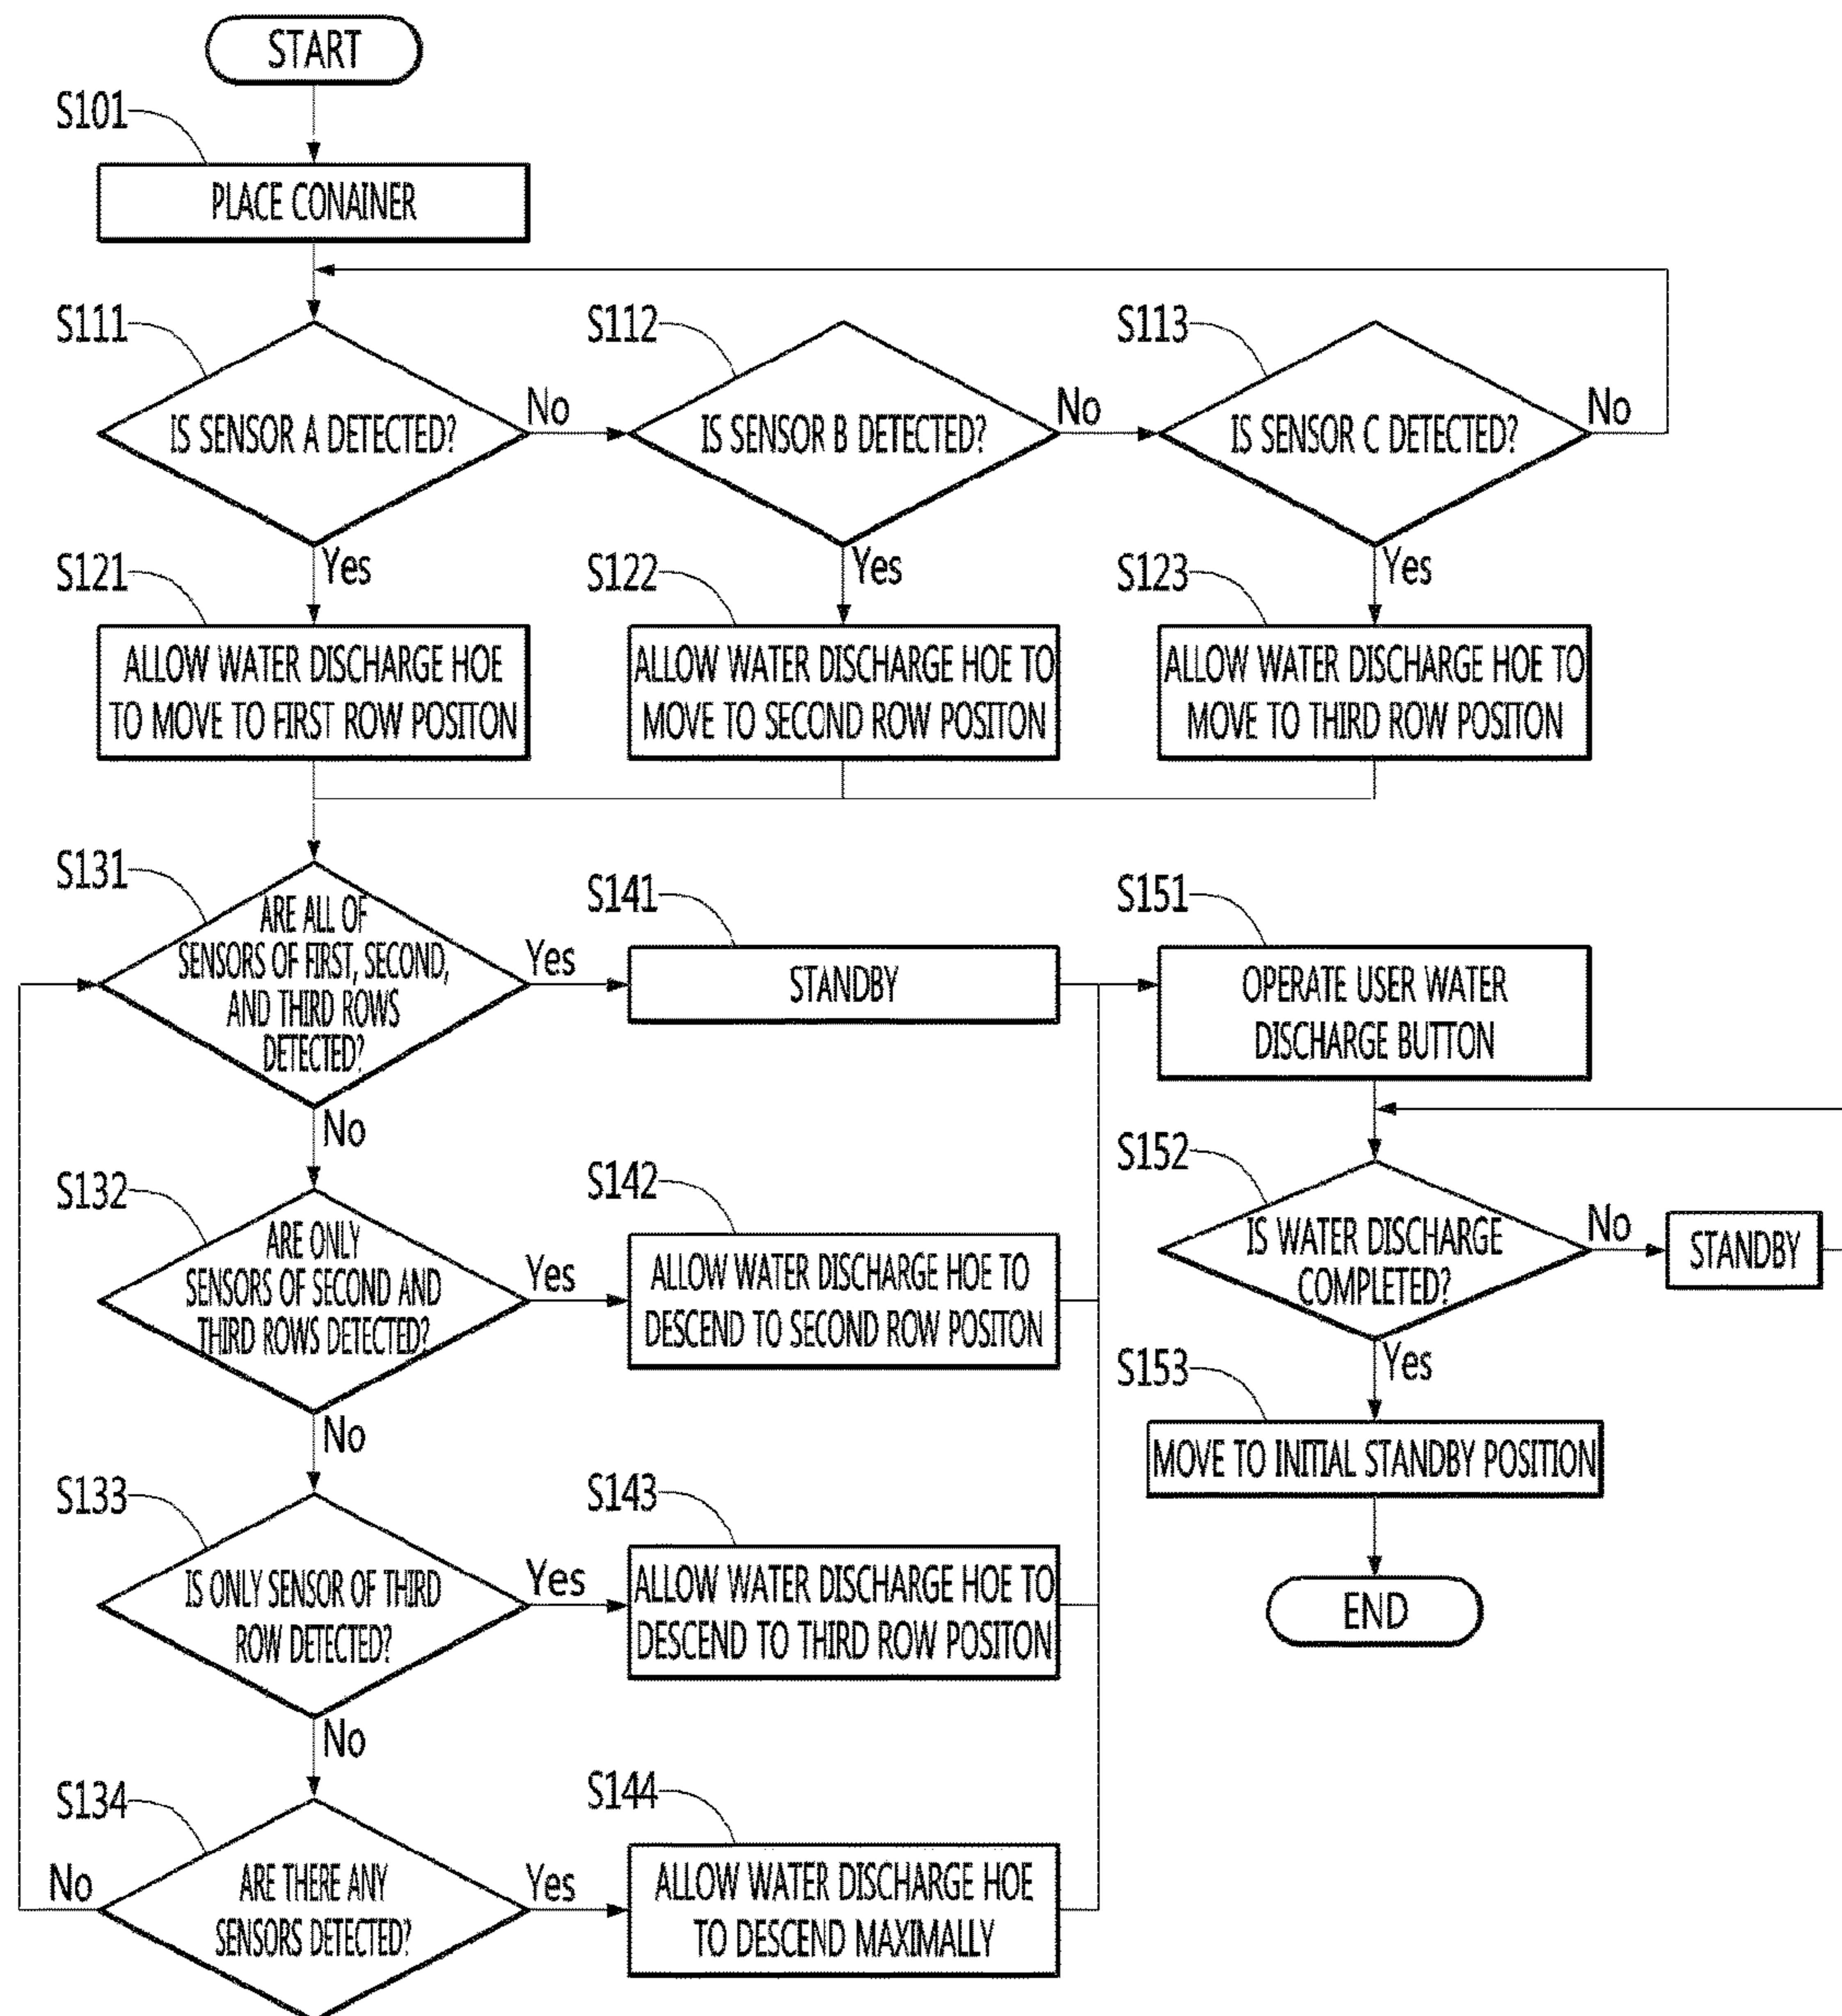 START
S101
PLACE CONAINER
S111
IS SENSOR A DETECTED?
No
S112
IS SENSOR B DETECTED?
No
S113
IS SENSOR C DETECTED?
No
Yes
Yes
Yes
S121
ALLOW WATER DISCHARGE HOE
TO MOVE TO FIRST ROW POSITON
S122
ALLOW WATER DISCHARGE HOE TO
MOVE TO SECOND ROW POSITON
S123
ALLOW WATER DISCHARGE HOE TO
MOVE TO THIRD ROW POSITON
S131
ARE ALL OF
SENSORS OF FIRST, SECOND,
AND THIRD ROWS
DETECTED?
Yes
No
S141
STANDBY
S151
OPERATE USER WATER
DISCHARGE BUTTON
S132
ARE ONLY
SENSORS OF SECOND AND
THIRD ROWS DETECTED?
Yes
No
S142
ALLOW WATER DISCHARGE HOE TO
DESCEND TO SECOND ROW POSITON
S152
IS WATER DISCHARGE
COMPLETED?
No
STANDBY
Yes
S153
MOVE TO INITIAL STANDBY POSITION
END
S133
IS ONLY SENSOR OF THIRD
ROW DETECTED?
Yes
No
S143
ALLOW WATER DISCHARGE HOE TO
DESCEND TO THIRD ROW POSITON
S134
ARE THERE ANY
SENSORS DETECTED?
No
Yes
S144
ALLOW WATER DISCHARGE HOE
TO DESCEND MAXIMALLY